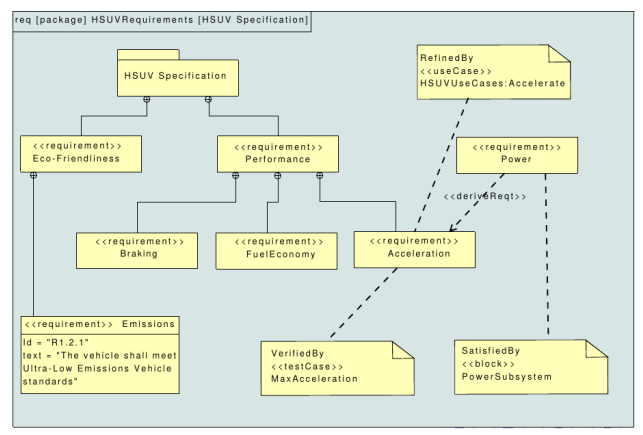 req [package] HSUVRequirements [HSUV Specification]
HSUV Specification
RefinedBy
<<useCase>>
HSUVUseCases:Accelerate
<<requirement>>
Eco-Friendliness
<<requirement>>
Performance
<<requirement>>
Power
<<deriveReqt>>
<<requirement>>
Braking
<<requirement>>
FuelEconomy
<<requirement>>
Acceleration
<<requirement>> Emissions
Id = "R1.2.1"
text = "The vehicle shall meet
Ultra-Low Emissions Vehicle
standards"
VerifiedBy
<<testCase>>
MaxAcceleration
SatisfiedBy
<<block>>
PowerSubsystem